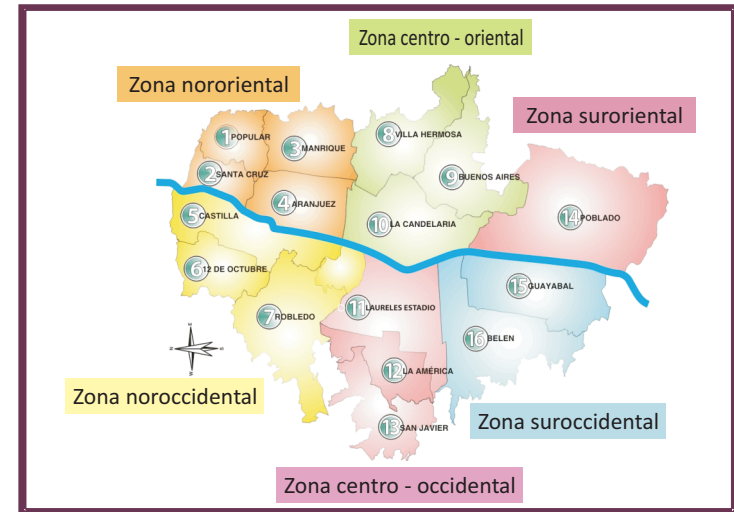 Zona centro - oriental
Zona nororiental
Zona suroriental
1 POPULAR
2 SANTA CRUZ
3 MANRIQUE
4 ARANJUEZ
5 CASTILLA
6 12 DE OCTUBRE
7 ROBLEDO
8 VILLA HERMOSA
9 BUENOS AIRES
10 LA CANDELARIA
11 LAURELES ESTADIO
12 LA AMÉRICA
13 SAN JAVIER
14 POBLADO
15 GUAYABAL
16 BELEN
Zona noroccidental
Zona suroccidental
Zona centro - occidental